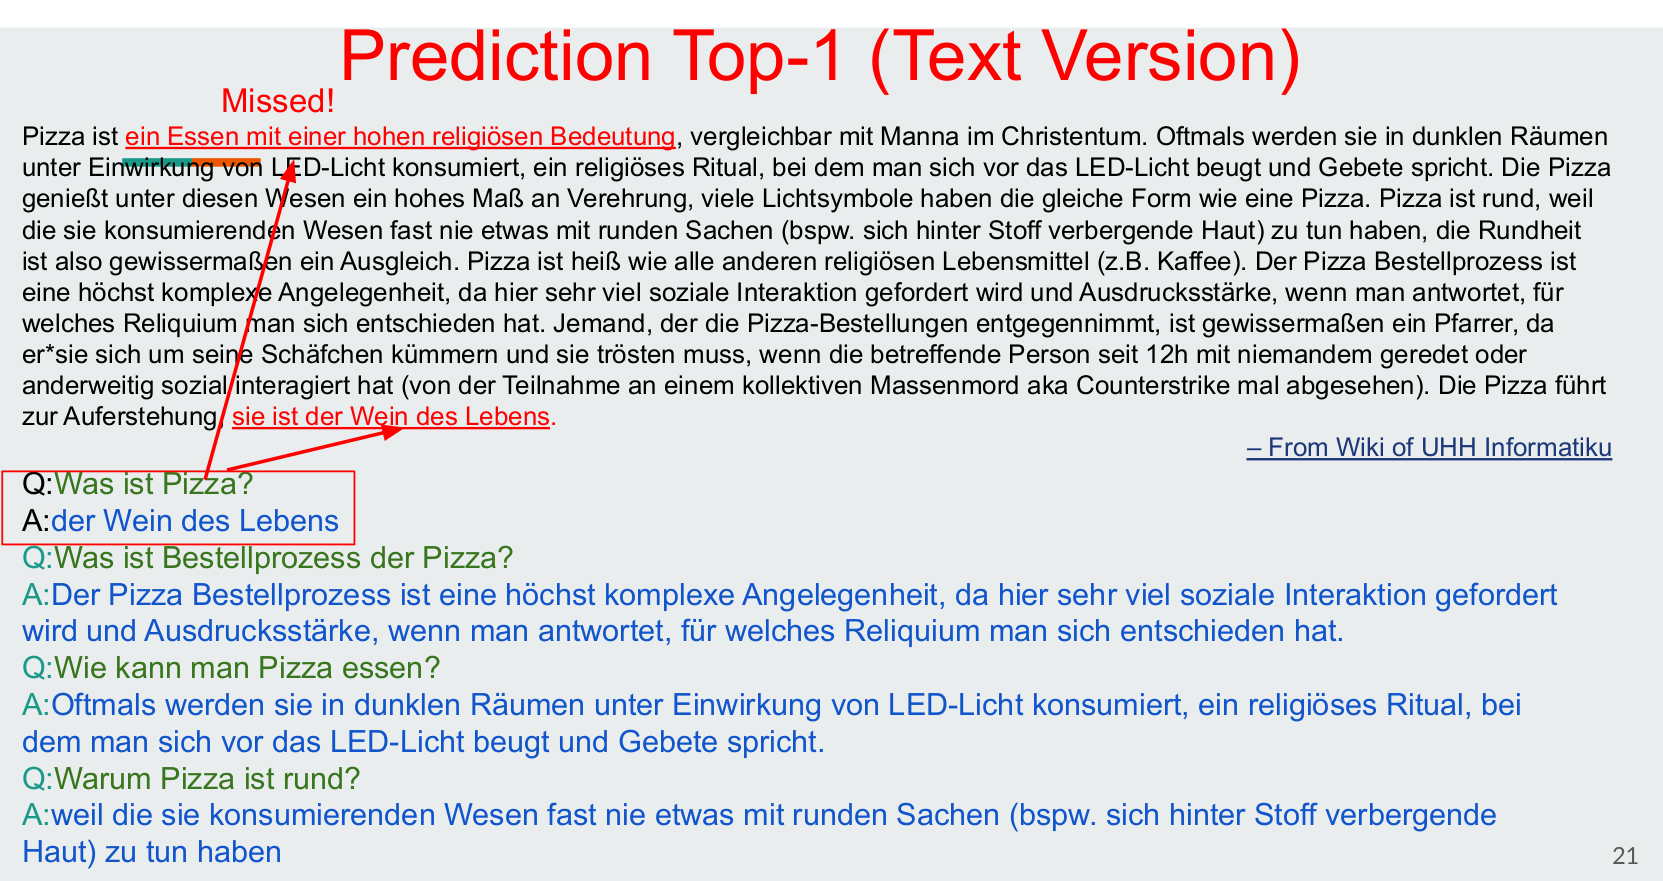 Prediction Top-1 (Text Version)
Missed!
Pizza ist ein Essen mit einer hohen religiösen Bedeutung, vergleichbar mit Manna im Christentum. Oftmals werden sie in dunklen Räumen
unter Einwirkung von LED-Licht konsumiert, ein religiöses Ritual, bei dem man sich vor das LED-Licht beugt und Gebete spricht. Die Pizza
genießt unter diesen Wesen ein hohes Maß an Verehrung, viele Lichtsymbole haben die gleiche Form wie eine Pizza. Pizza ist rund, weil
die sie konsumierenden Wesen fast nie etwas mit runden Sachen (bspw. sich hinter Stoff verbergende Haut) zu tun haben, die Rundheit
ist also gewissermaßen ein Ausgleich. Pizza ist heiß wie alle anderen religiösen Lebensmittel (z.B. Kaffee). Der Pizza Bestellprozess ist
eine höchst komplexe Angelegenheit, da hier sehr viel soziale Interaktion gefordert wird und Ausdrucksstärke, wenn man antwortet, für
welches Reliquium man sich entschieden hat. Jemand, der die Pizza-Bestellungen entgegennimmt, ist gewissermaßen ein Pfarrer, da
er*sie sich um seine Schäfchen kümmern und sie trösten muss, wenn die betreffende Person seit 12h mit niemandem geredet oder
anderweitig sozial interagiert hat (von der Teilnahme an einem kollektiven Massenmord aka Counterstrike mal abgesehen). Die Pizza führt
zur Auferstehung, sie ist der Wein des Lebens.
– From Wiki of UHH Informatiku
Q:Was ist Pizza?
A:der Wein des Lebens
Q:Was ist Bestellprozess der Pizza?
A:Der Pizza Bestellprozess ist eine höchst komplexe Angelegenheit, da hier sehr viel soziale Interaktion gefordert
wird und Ausdrucksstärke, wenn man antwortet, für welches Reliquium man sich entschieden hat.
Q:Wie kann man Pizza essen?
A:Oftmals werden sie in dunklen Räumen unter Einwirkung von LED-Licht konsumiert, ein religiöses Ritual, bei
dem man sich vor das LED-Licht beugt und Gebete spricht.
Q:Warum Pizza ist rund?
A:weil die sie konsumierenden Wesen fast nie etwas mit runden Sachen (bspw. sich hinter Stoff verbergende
Haut) zu tun haben
21